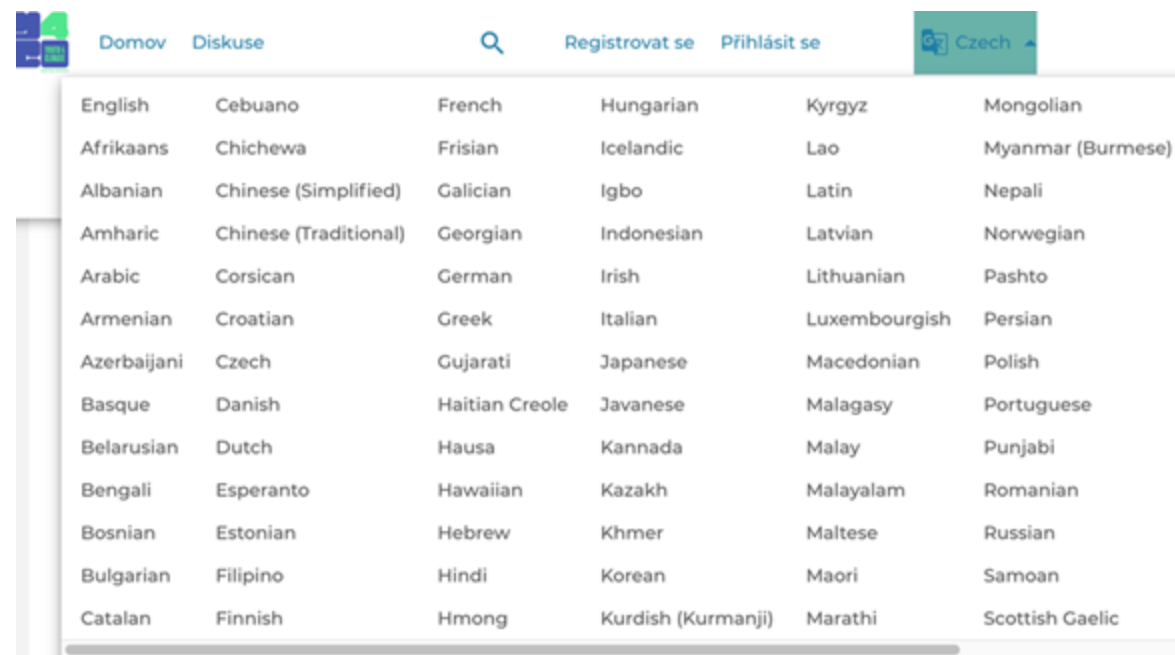 Domov Diskuse Registrovat se Přihlásit se Czech
English Cebuano French Hungarian Kyrgyz Mongolian
Afrikaans Chichewa Frisian Icelandic Lao Myanmar (Burmese)
Albanian Chinese (Simplified) Galician Igbo Latin Nepali
Amharic Chinese (Traditional) Georgian Indonesian Latvian Norwegian
Arabic Corsican German Irish Lithuanian Pashto
Armenian Croatian Greek Italian Luxembourgish Persian
Azerbaijani Czech Gujarati Japanese Macedonian Polish
Basque Danish Haitian Creole Javanese Malagasy Portuguese
Belarusian Dutch Hausa Kannada Malay Punjabi
Bengali Esperanto Hawaiian Kazakh Malayalam Romanian
Bosnian Estonian Hebrew Khmer Maltese Russian
Bulgarian Filipino Hindi Korean Maori Samoan
Catalan Finnish Hmong Kurdish (Kurmanji) Marathi Scottish Gaelic